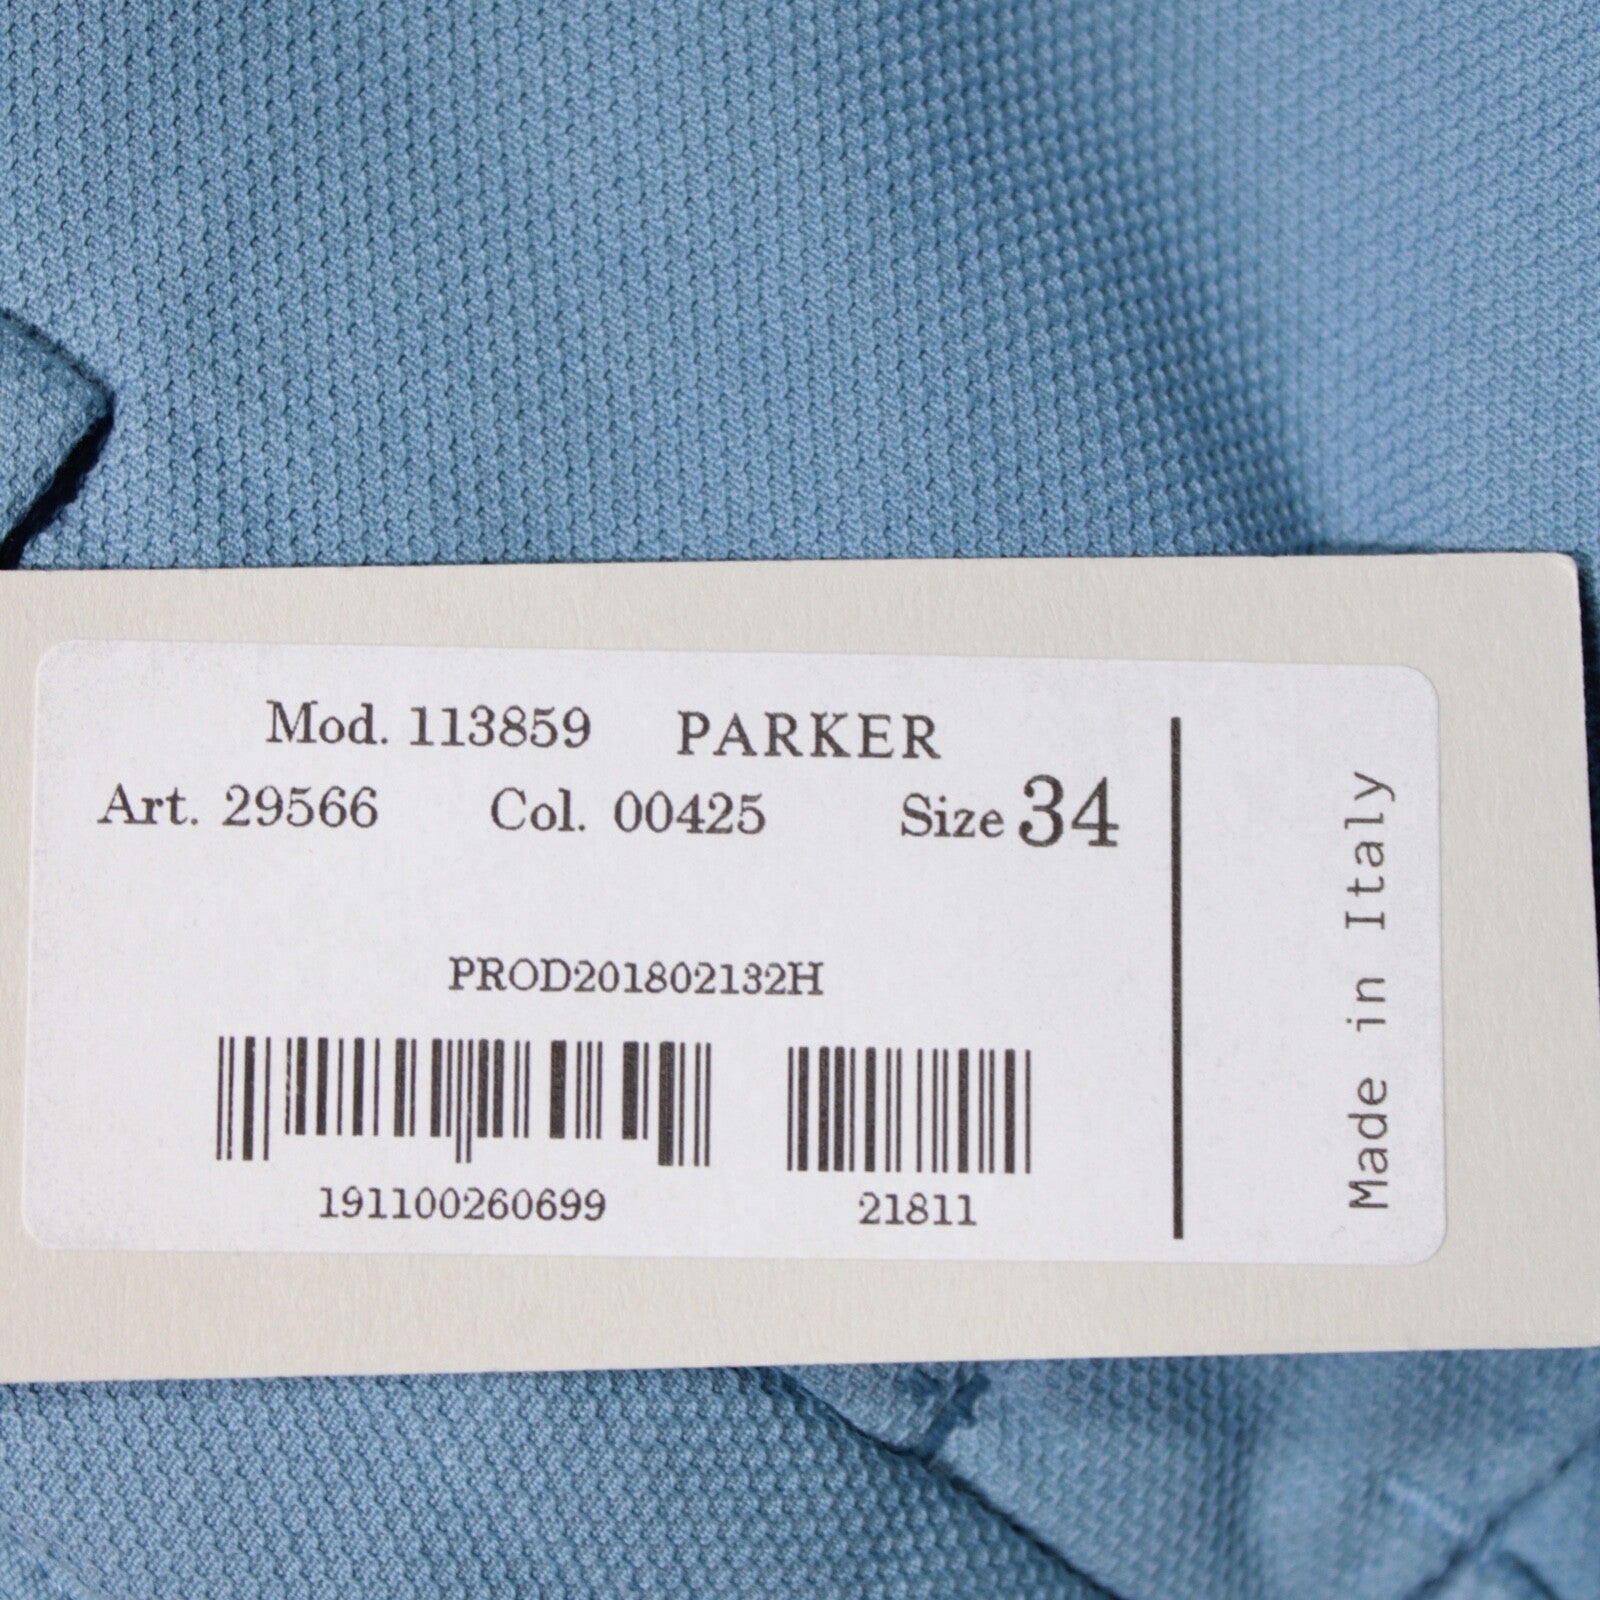 Mod. 113859 PARKER
Art. 29566 Col. 00425 Size 34
PROD201802132H
191100260699 21811
Made in Italy